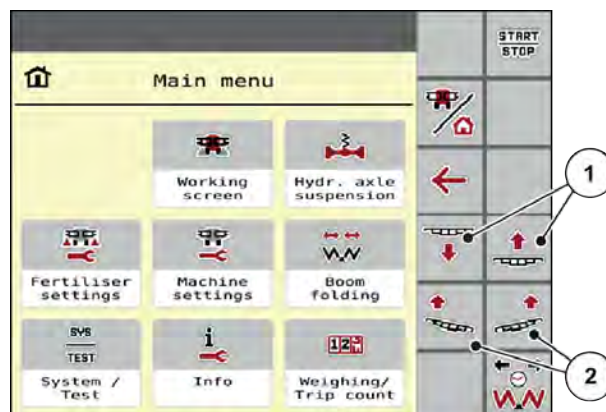 START
STOP
Main menu
Working
screen
Hydr. axle
suspension
1
Fertiliser
settings
Machine
settings
Boom
folding
SYS
TEST
i
123
System /
Test
Info
Weighing/
Trip count
2